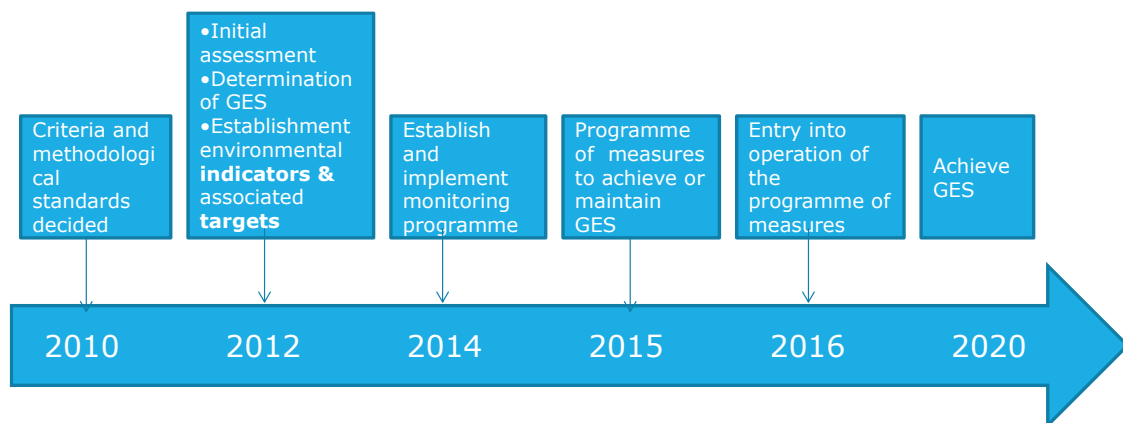 Criteria and
methodologi
cal
standards
decided
•Initial
assessment
•Determination
of GES
•Establishment
environmental
indicators &
associated
targets
Establish
and
implement
monitoring
programme
Programme
of measures
to achieve or
maintain
GES
Entry into
operation of
the
programme of
measures
Achieve
GES
2010
2012
2014
2015
2016
2020